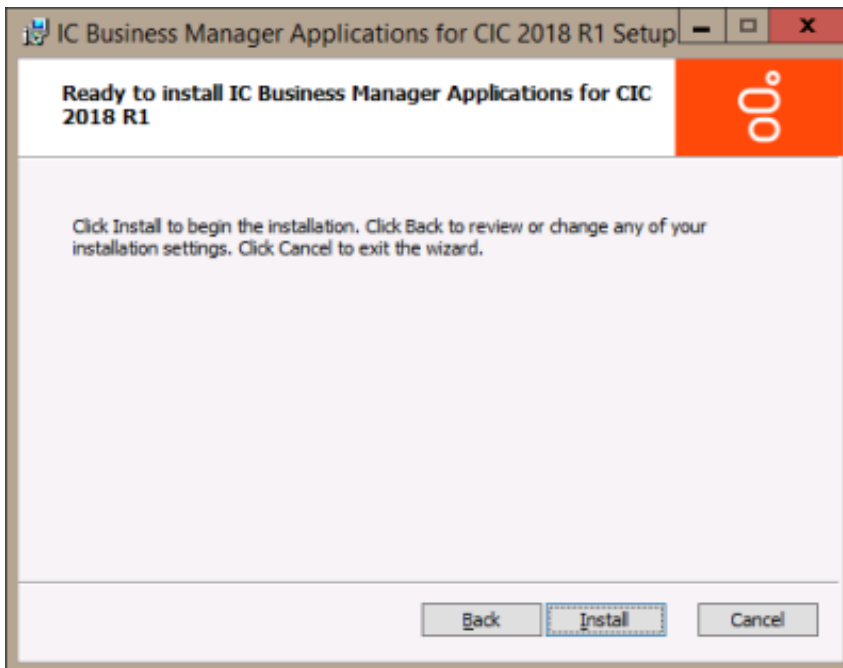 IC Business Manager Applications for CIC 2018 R1 Setup
Ready to install IC Business Manager Applications for CIC
2018 R1
Click Install to begin the installation. Click Back to review or change any of your
installation settings. Click Cancel to exit the wizard.
Back Install Cancel